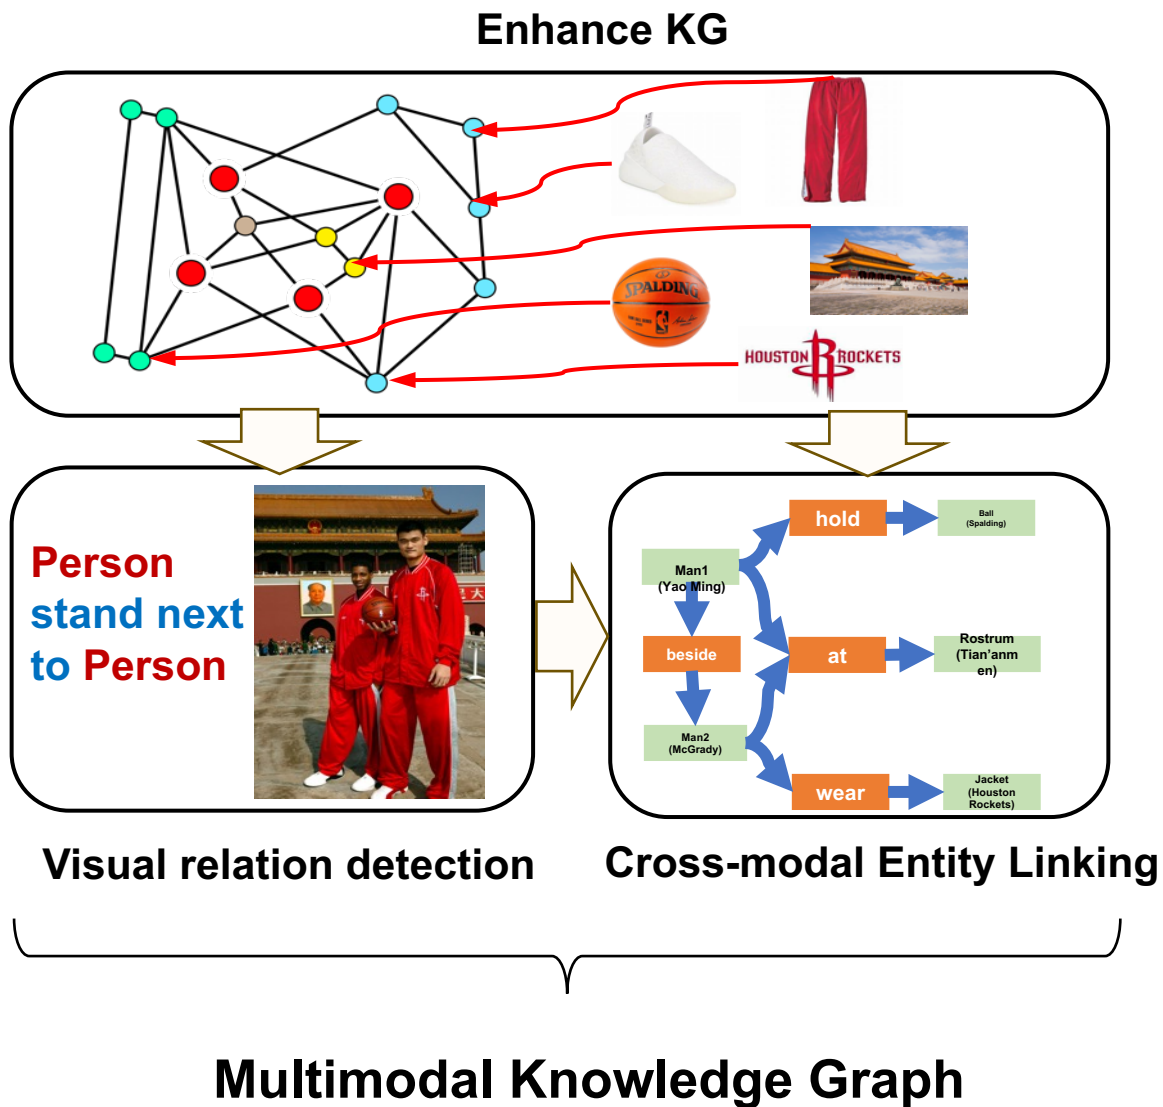 Enhance KG
SPALDING
HOUSTON ROCKETS
Person
stand next
to Person
hold
Ball
(Spalding)
Man1
(Yao Ming)
beside
at
Rostrum
(Tian'anm
en)
Man2
(McGrady)
wear
Jacket
(Houston
Rockets)
Visual relation detection
Cross-modal Entity Linking
Multimodal Knowledge Graph